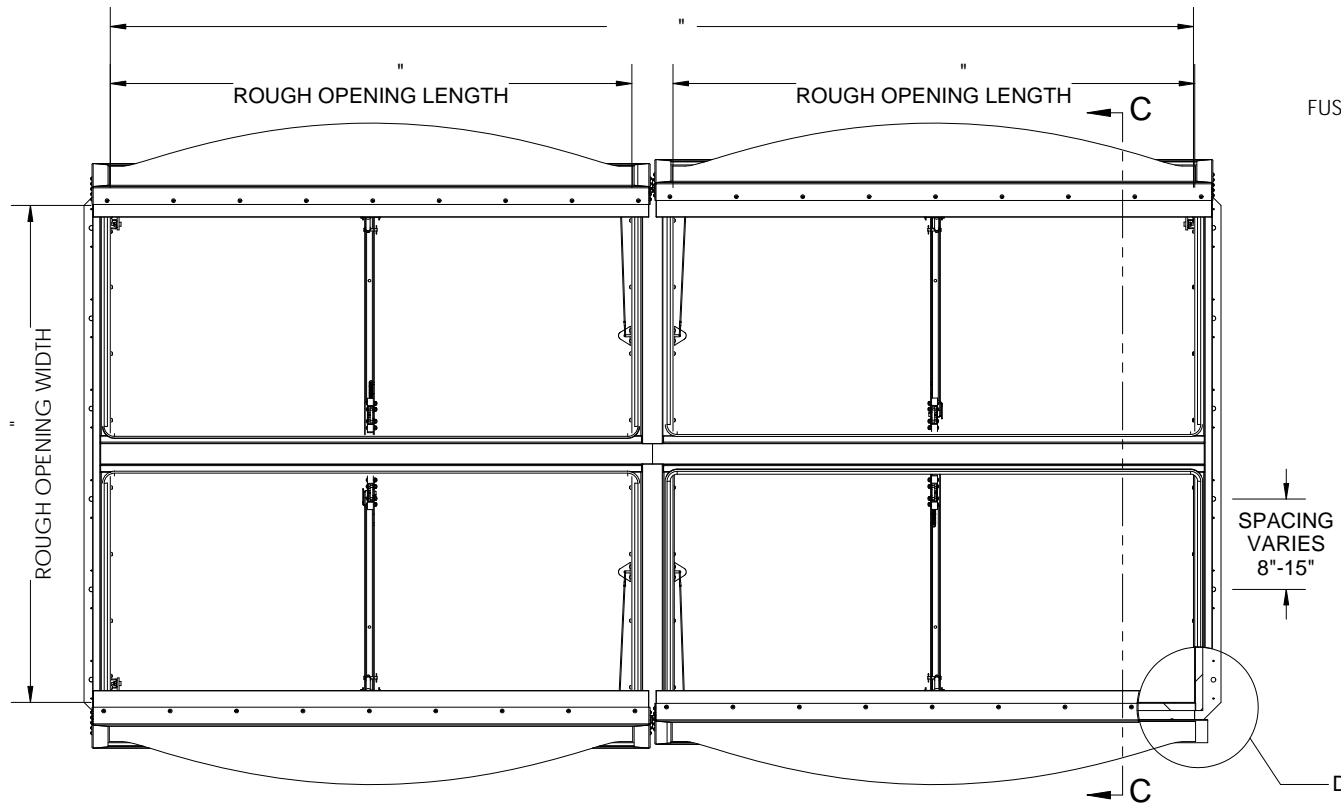 "
"
ROUGH OPENING LENGTH
"
ROUGH OPENING LENGTH
C
FUS
"
ROUGH OPENING WIDTH
SPACING
VARIES
8"-15"
D
C